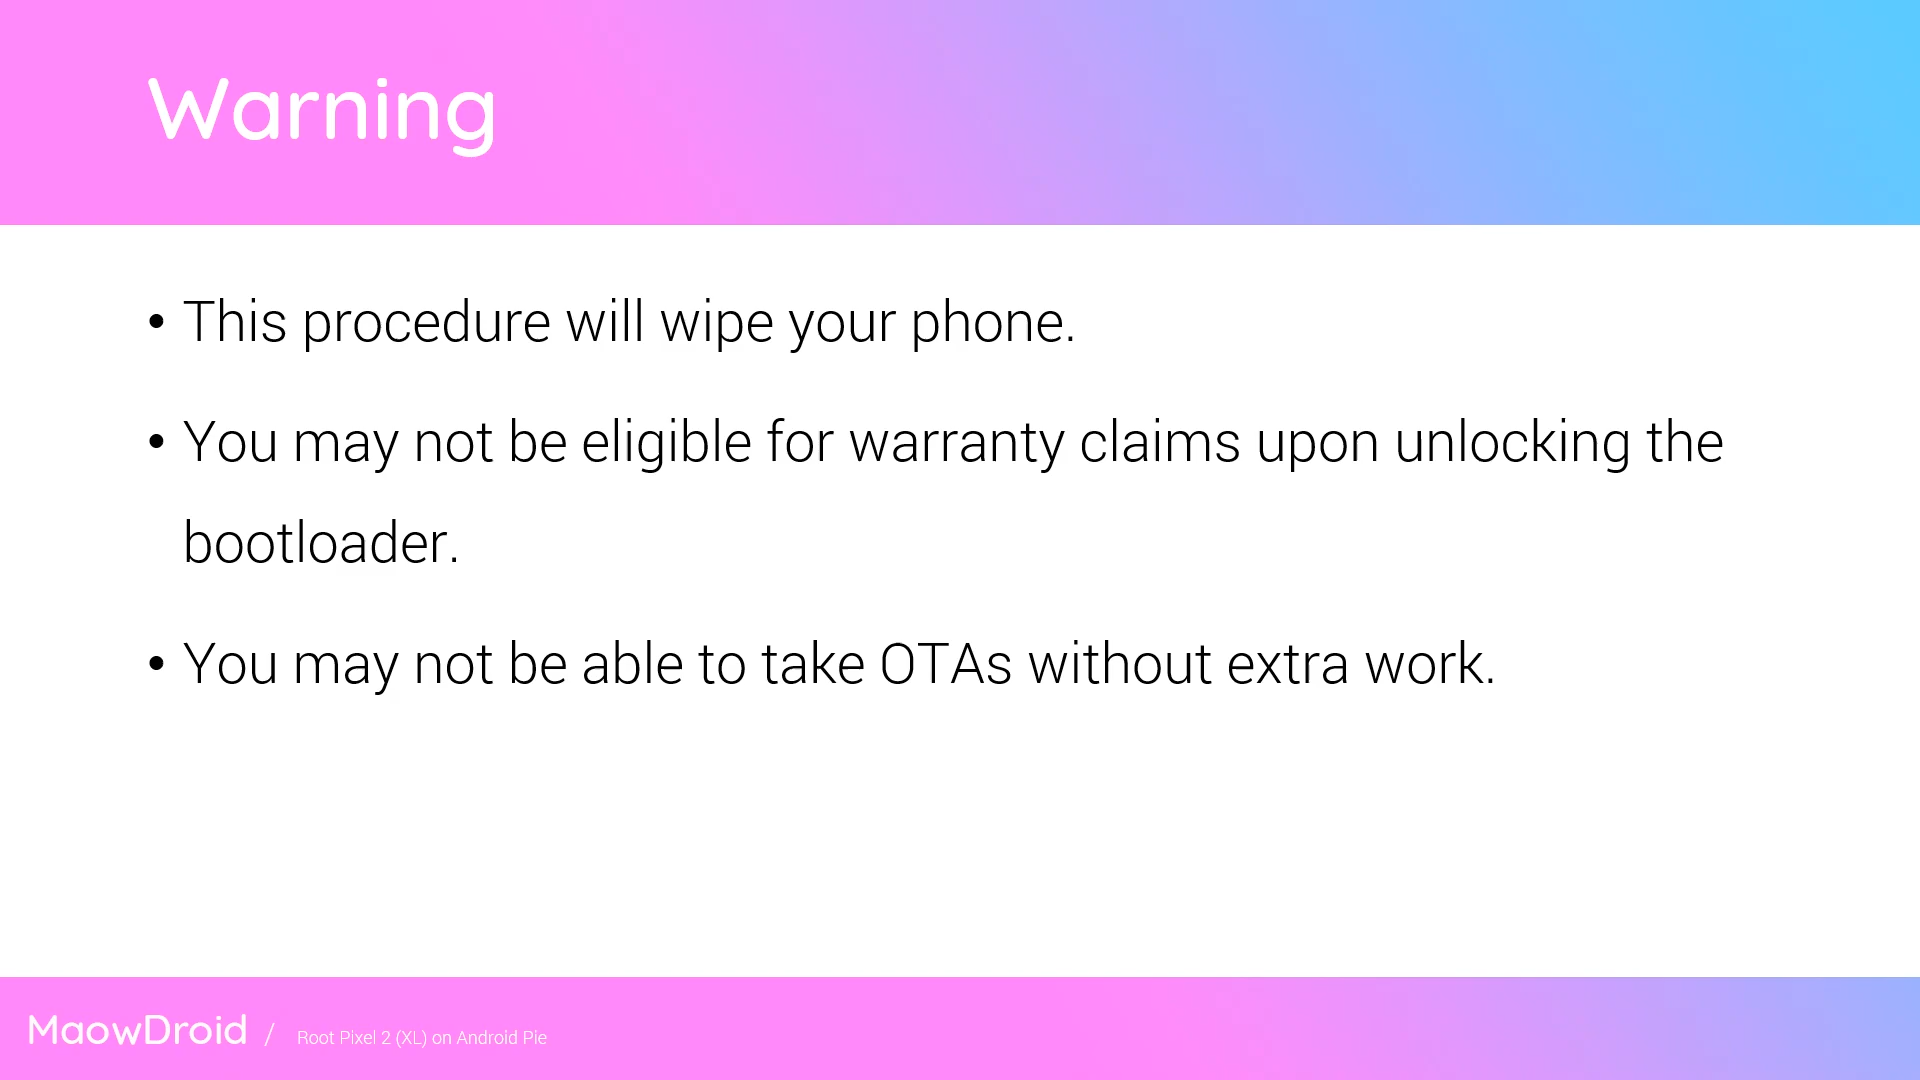 Warning
• This procedure will wipe your phone.
• You may not be eligible for warranty claims upon unlocking the
bootloader.
• You may not be able to take OTAs without extra work.
MaowDroid / Root Pixel 2 (XL) on Android Pie